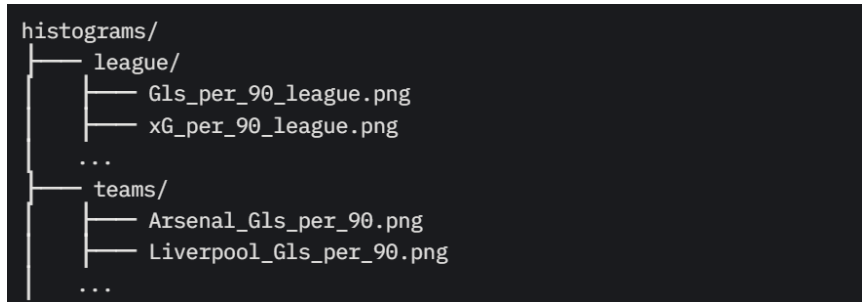 histograms/
├── league/
│   ├── Gls_per_90_league.png
│   ├── xG_per_90_league.png
│   ...
├── teams/
│   ├── Arsenal_Gls_per_90.png
│   ├── Liverpool_Gls_per_90.png
│   ...